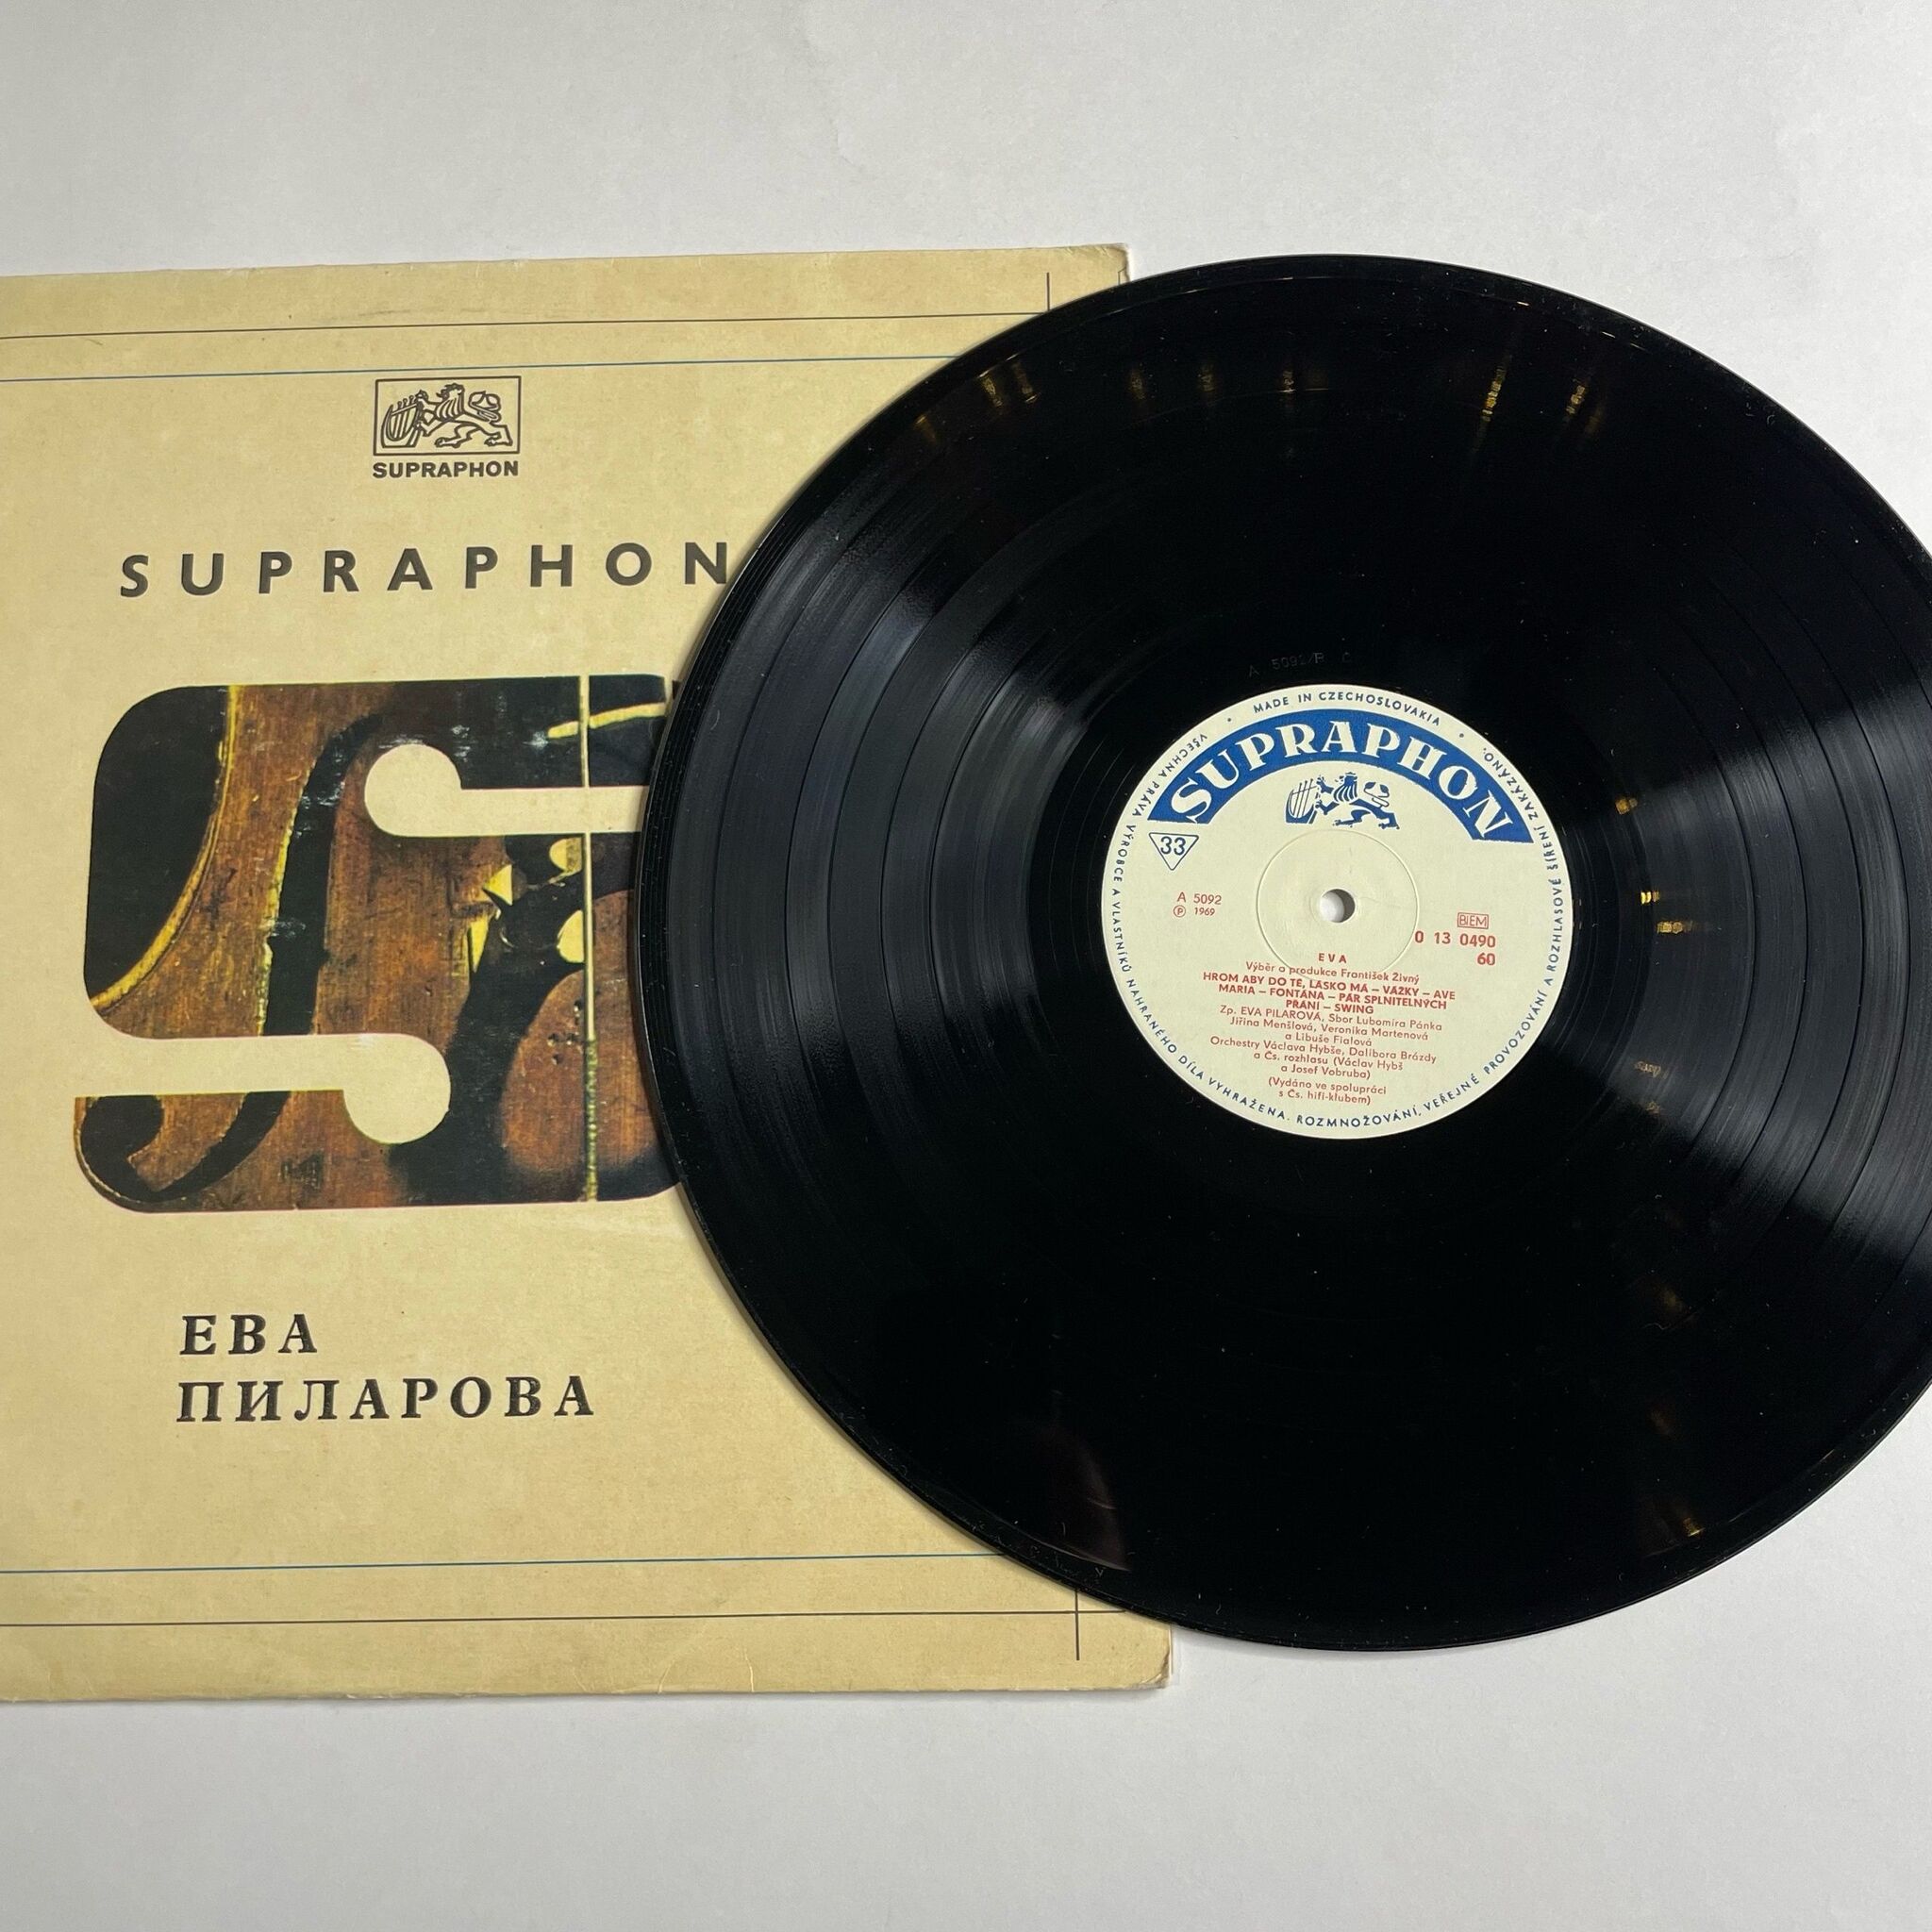 SUPRAPHON
SUPRAPHON
ЕВА
ПИЛАРОВА
A 5092/B C
MADE IN CZECHOSLOVAKIA
VŠECHNA PRÁVA VÝROBCE A VLASTNÍKŮ NAHRANÉHO DÍLA VYHRAŽENA. ROZMNOŽOVÁNÍ, VEŘEJNÉ PROVOZOVÁNÍ A ROZHLASOVÉ ŠÍŘENÍ ZAKÁZÁNO.
SUPRAPHON
33
A 5092
Ⓟ 1969
BIEM
0 13 0490
60
EVA
Výběr a produkce František Živný
HROM ABY DO TĚ, LÁSKO MÁ – VÁŽKY – AVE
MARIA – FONTÁNA – PÁR SPLNITELNÝCH
PŘÁNÍ – SWING
Zp. EVA PILAROVÁ, Sbor Lubomíra Pánka
Jiřina Menšlová, Veronika Martenová
a Libuše Fialová
Orchestry Václava Hybše, Dalibora Brázdy
a Čs. rozhlasu (Václav Hybš
a Josef Vobruba)
(Vydáno ve spolupráci
s Čs. hifi-klubem)